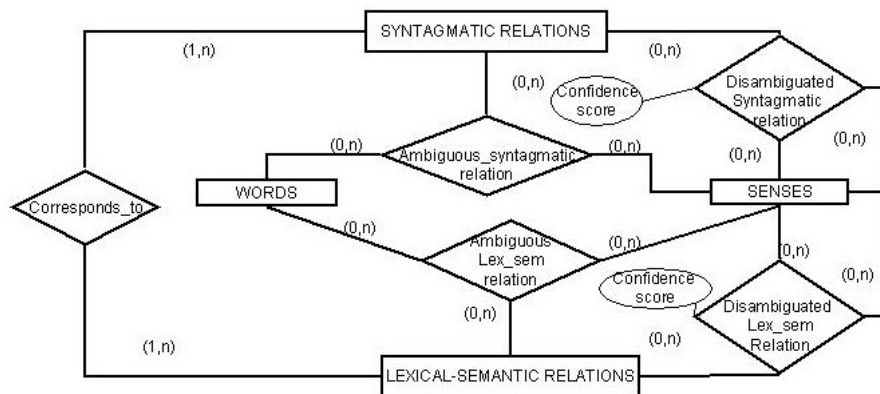 SYNTAGMATIC RELATIONS
(1,n)
(0,n)
(0,n)
(0,n)
Confidence
score
Disambiguated
Syntagmatic
relation
(0,n)
(0,n)
(0,n)
(0,n)
Ambiguous_syntagmatic
relation
WORDS
SENSES
Corresponds_to
(0,n)
(0,n)
Ambiguous
Lex_sem
relation
(0,n)
(0,n)
Confidence
score
Disambiguated
Lex_sem
Relation
(0,n)
(0,n)
(1,n)
LEXICAL-SEMANTIC RELATIONS